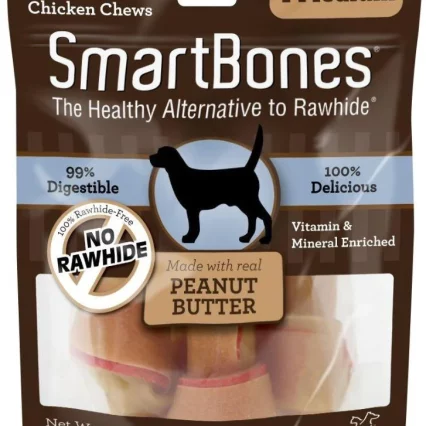 Chicken Chews
SmartBones
The Healthy Alternative to Rawhide®
99%
Digestible
100%
Delicious
100% Rawhide-Free
NO
RAWHIDE
Vitamin &
Mineral Enriched
Made with real
PEANUT
BUTTER